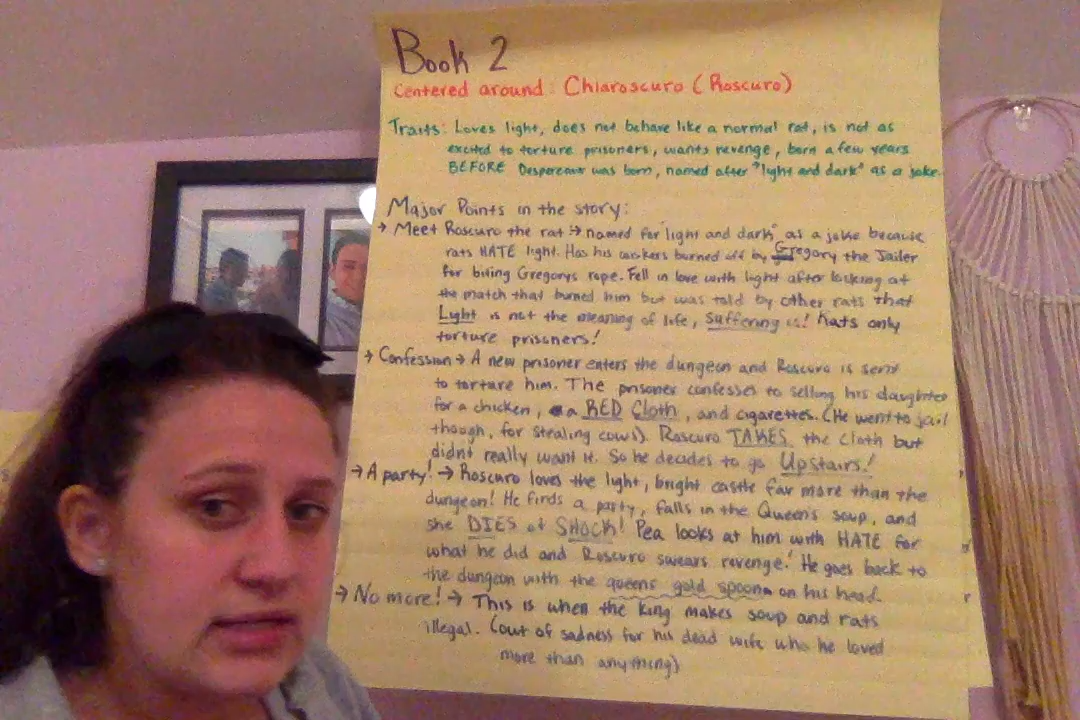 Book 2
Centered around: Chiaroscuro (Roscuro)
Traits: Loves light, does not behave like a normal rat, is not as
excited to torture prisoners, wants revenge, born a few years
BEFORE Despereaux was born, named after "light and dark" as a joke.
Major Points in the story:
→ Meet Roscuro the rat → named for "light and dark" as a joke because
rats HATE light. Has his wiskers burned off by Gregory the Jailer
for biting Gregorys rope. Fell in love with light after looking at
the match that burned him but was told by other rats that
Light is not the meaning of life, suffering is! Rats only
torture prisoners!
→ Confession → A new prisoner enters the dungeon and Roscuro is sent
to torture him. The prisoner confesses to selling his daughter
for a chicken, a RED Cloth, and cigarettes. (He went to jail
though, for stealing cows). Roscuro TAKES the cloth but
didn't really want it. So he decides to go Upstairs!
→ A party! → Roscuro loves the light, bright castle far more than the
dungeon! He finds a party, falls in the Queen's soup, and
she DIES of SHOCK! Pea looks at him with HATE for
what he did and Roscuro swears revenge! He goes back to
the dungeon with the queens gold spoon on his head.
→ No more! → This is when the king makes soup and rats
illegal. (out of sadness for his dead wife who he loved
more than anything)